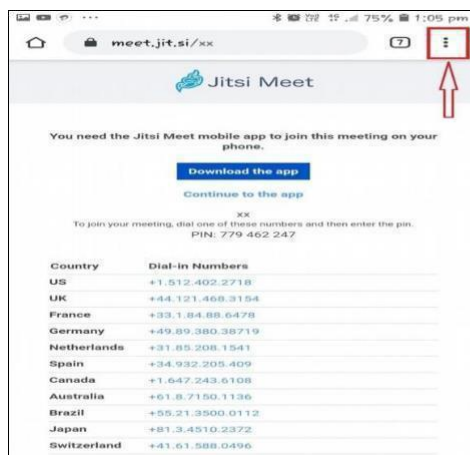 75% 1:05 pm
meet.jit.si/xx
7
Jitsi Meet
You need the Jitsi Meet mobile app to join this meeting on your
phone.
Download the app
Continue to the app
xx
To join your meeting, dial one of these numbers and then enter the pin.
PIN: 779 462 247
Country Dial-in Numbers
US +1.512.402.2718
UK +44.121.468.3154
France +33.1.84.88.6478
Germany +49.89.380.38719
Netherlands +31.85.208.1541
Spain +34.932.205.409
Canada +1.647.243.6108
Australia +61.8.7150.1136
Brazil +55.21.3500.0112
Japan +81.3.4510.2372
Switzerland +41.61.588.0496